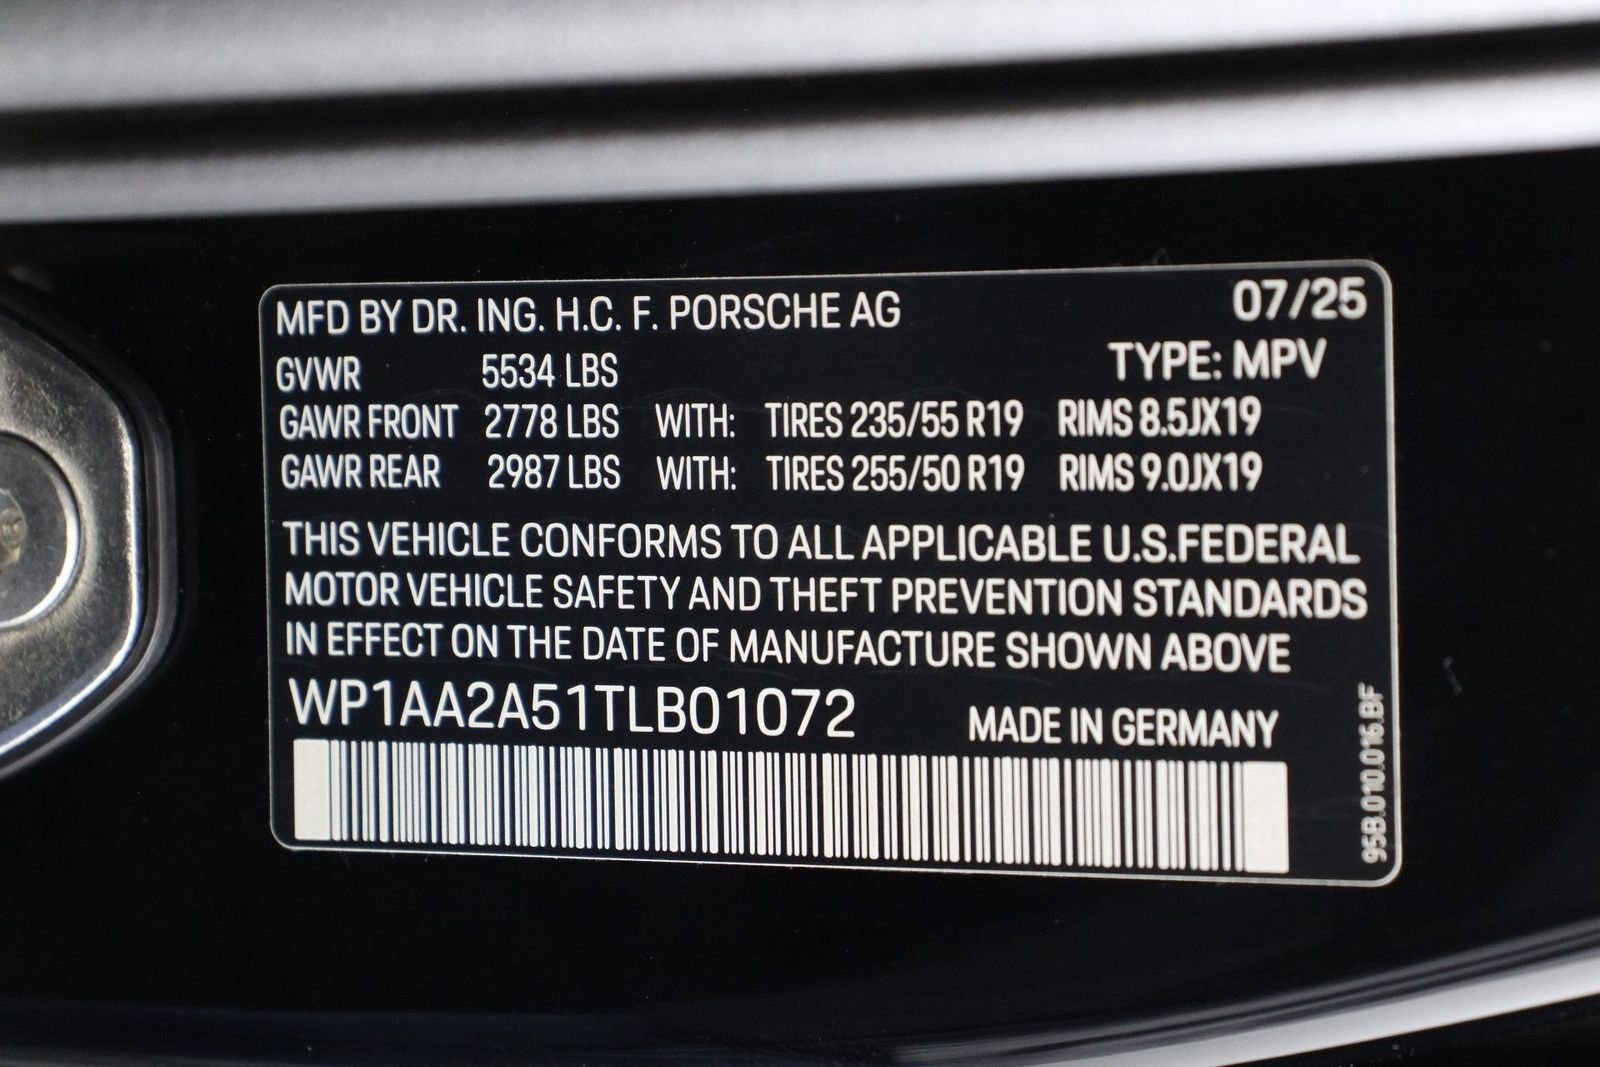 MFD BY DR. ING. H.C. F. PORSCHE AG 07/25
GVWR 5534 LBS TYPE: MPV
GAWR FRONT 2778 LBS WITH: TIRES 235/55 R19 RIMS 8.5JX19
GAWR REAR 2987 LBS WITH: TIRES 255/50 R19 RIMS 9.0JX19
THIS VEHICLE CONFORMS TO ALL APPLICABLE U.S.FEDERAL
MOTOR VEHICLE SAFETY AND THEFT PREVENTION STANDARDS
IN EFFECT ON THE DATE OF MANUFACTURE SHOWN ABOVE
WP1AA2A51TLB01072 MADE IN GERMANY
95B.010.016.BF